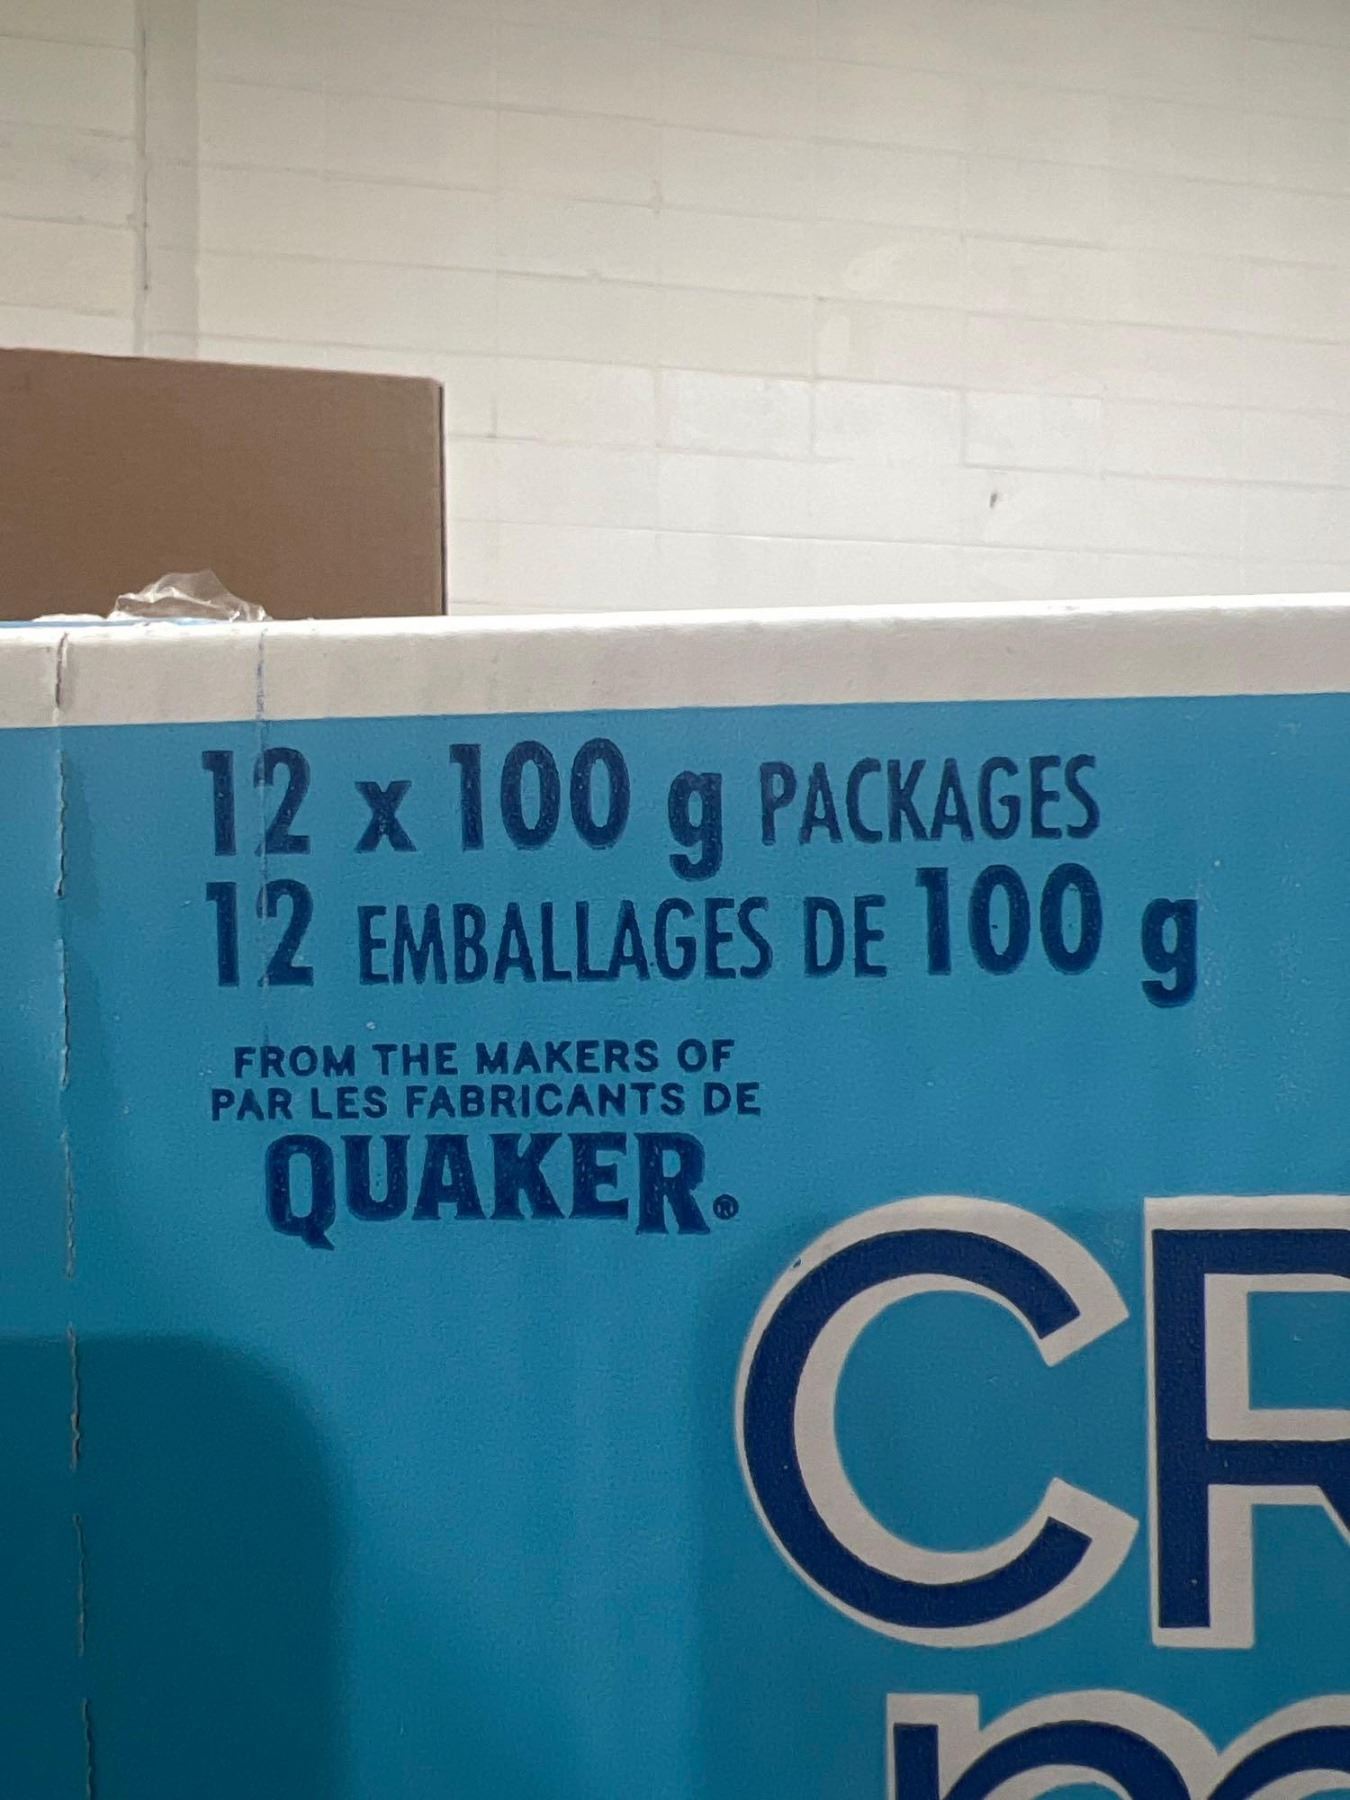 12 x 100 g PACKAGES
12 EMBALLAGES DE 100 g
FROM THE MAKERS OF
PAR LES FABRICANTS DE
QUAKER®